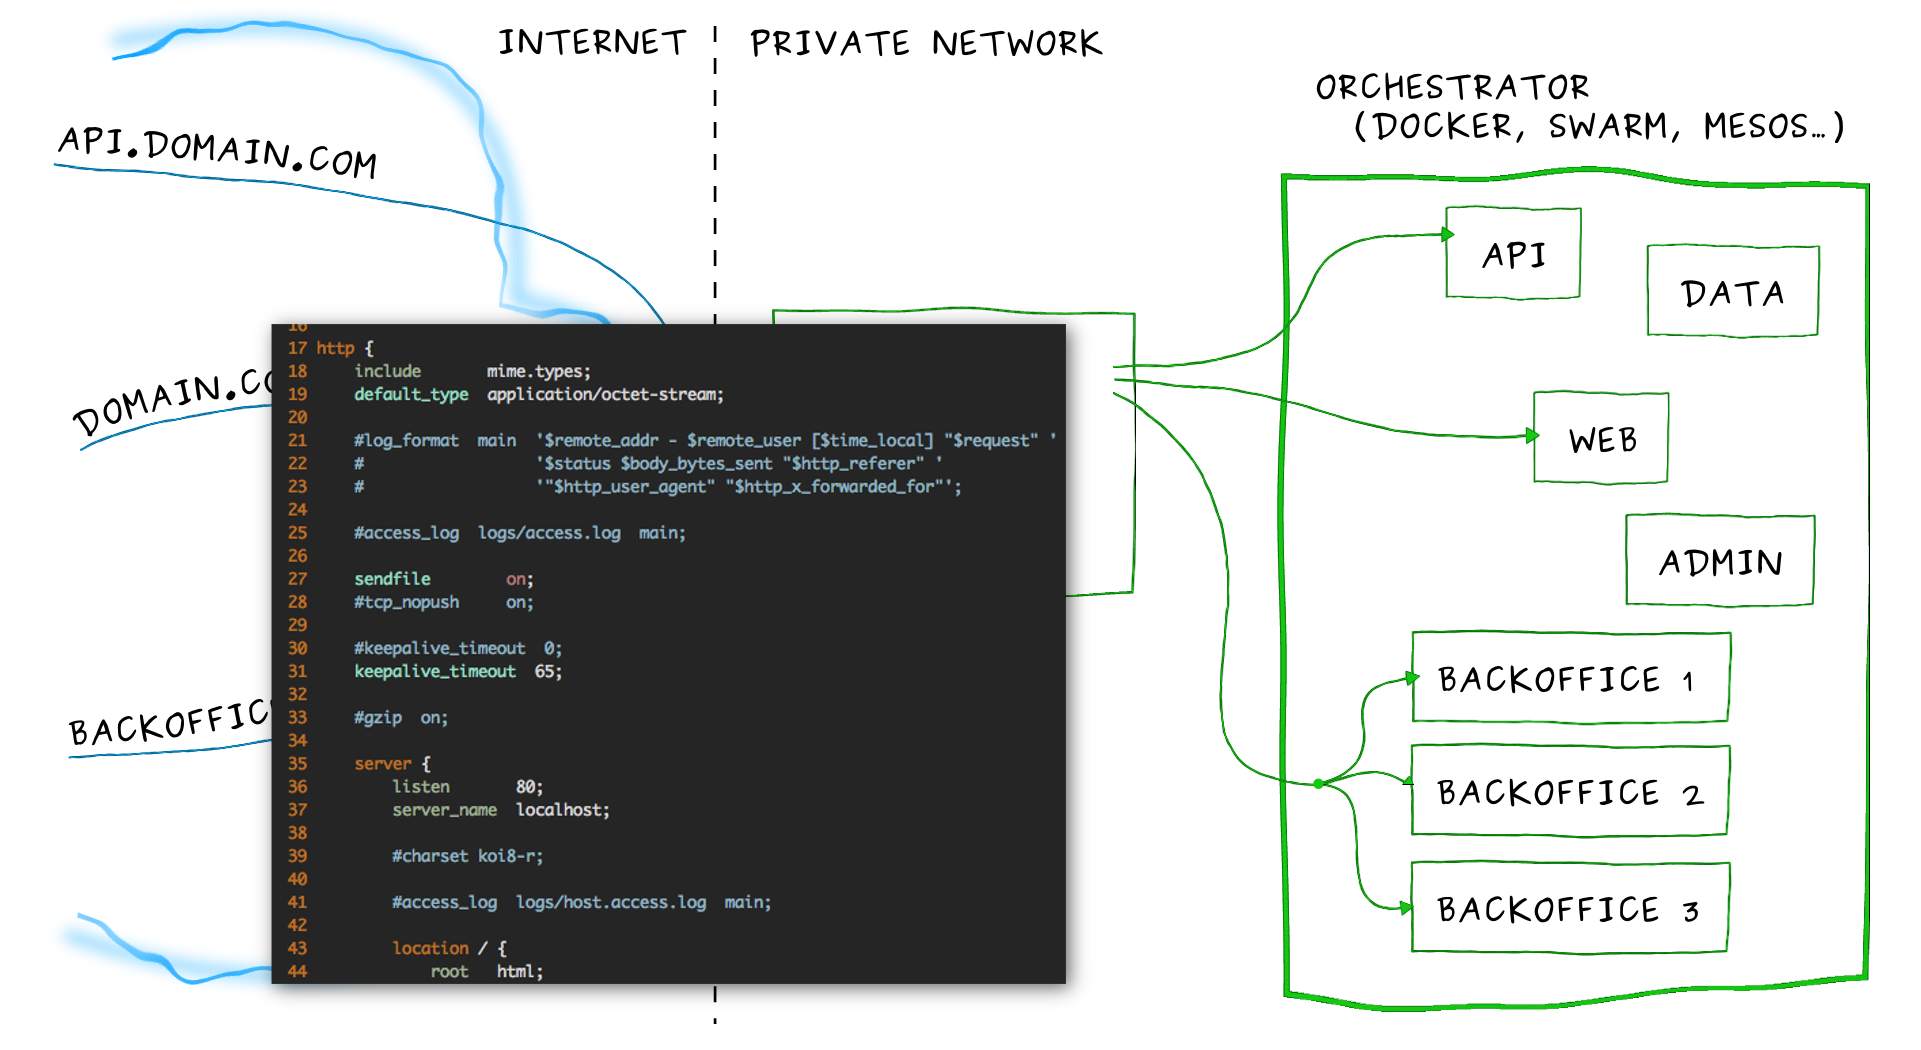 INTERNET
PRIVATE NETWORK
ORCHESTRATOR
(DOCKER, SWARM, MESOS...)
API.DOMAIN.COM
API
DATA
DOMAIN.CO
WEB
ADMIN
BACKOFFIC
BACKOFFICE 1
BACKOFFICE 2
BACKOFFICE 3
16
17 http {
18     include       mime.types;
19     default_type  application/octet-stream;
20
21     #log_format  main  '$remote_addr - $remote_user [$time_local] "$request" '
22     #                  '$status $body_bytes_sent "$http_referer" '
23     #                  '"$http_user_agent" "$http_x_forwarded_for"';
24
25     #access_log  logs/access.log  main;
26
27     sendfile        on;
28     #tcp_nopush     on;
29
30     #keepalive_timeout  0;
31     keepalive_timeout  65;
32
33     #gzip  on;
34
35     server {
36         listen       80;
37         server_name  localhost;
38
39         #charset koi8-r;
40
41         #access_log  logs/host.access.log  main;
42
43         location / {
44             root   html;